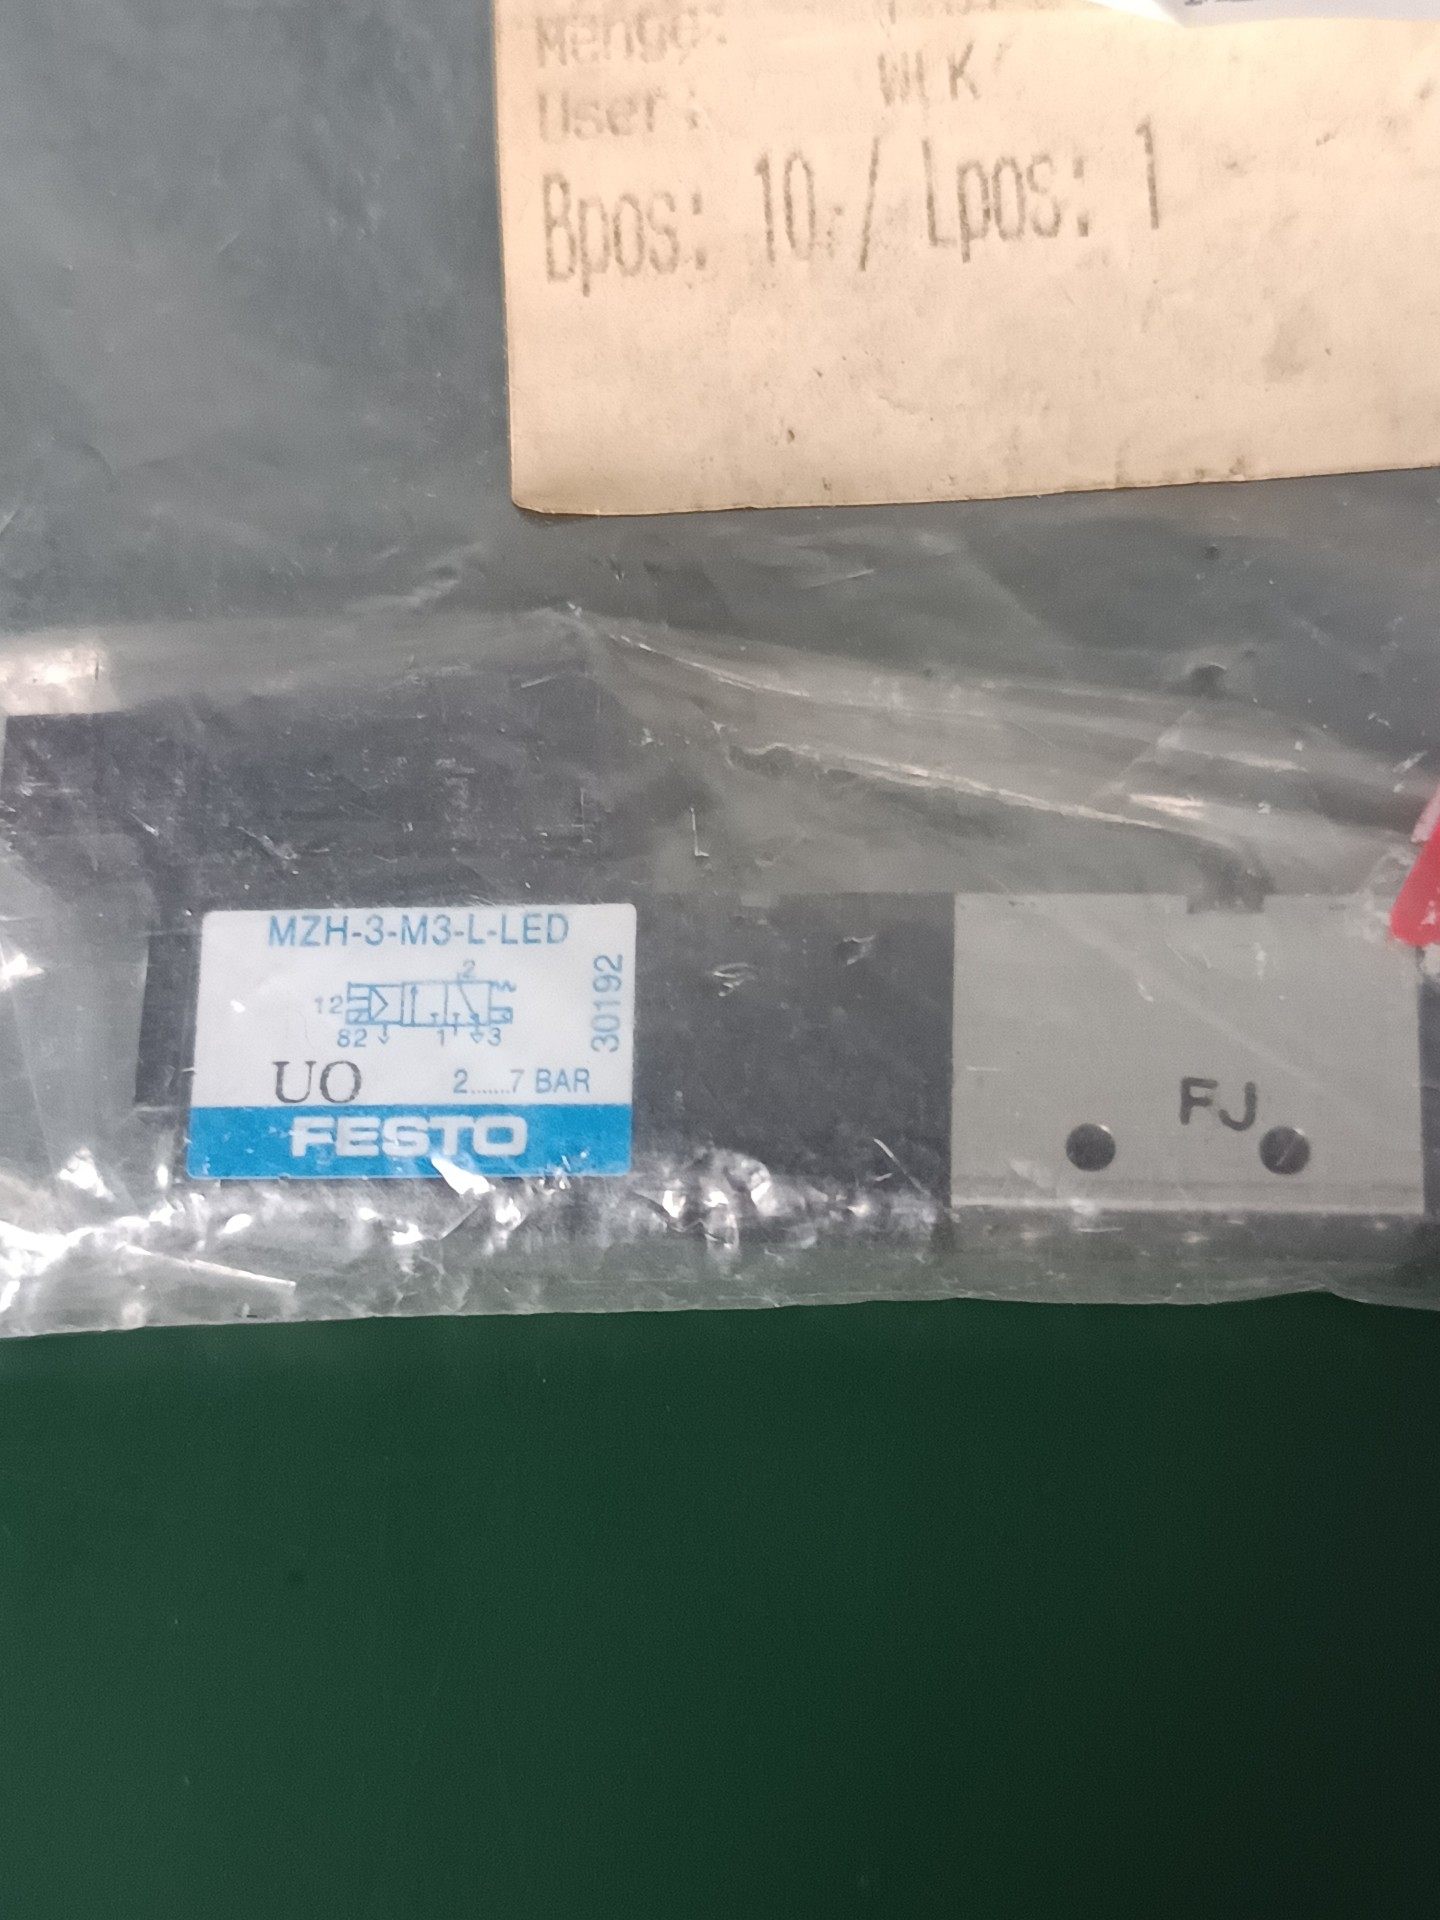 Menge:
User: WLK
Bpos: 10 / Lpos: 1
MZH-3-M3-L-LED
2
12
82 1 3
30192
UO 2......7 BAR
FESTO
FJ